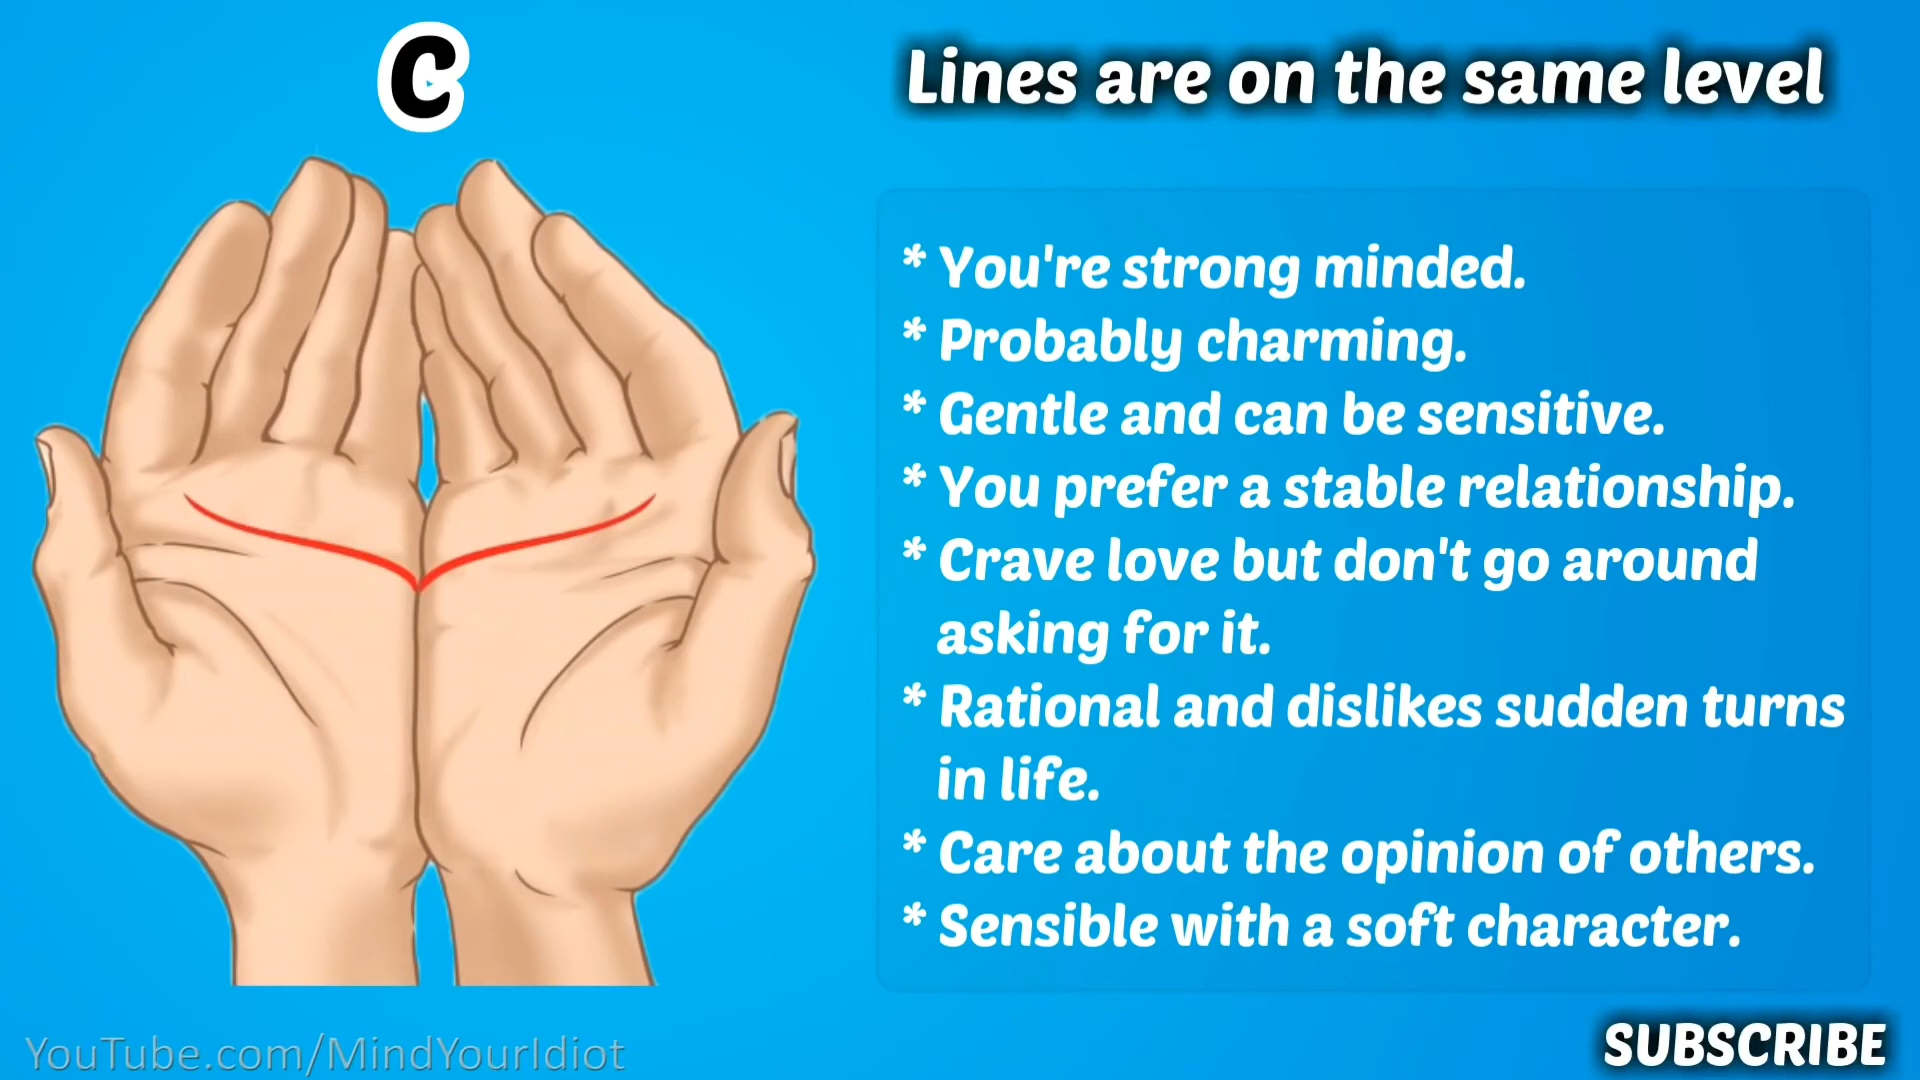 C
Lines are on the same level
* You're strong minded.
* Probably charming.
* Gentle and can be sensitive.
* You prefer a stable relationship.
* Crave love but don't go around
asking for it.
* Rational and dislikes sudden turns
in life.
* Care about the opinion of others.
* Sensible with a soft character.
YouTube.com/MindYourIdiot
SUBSCRIBE